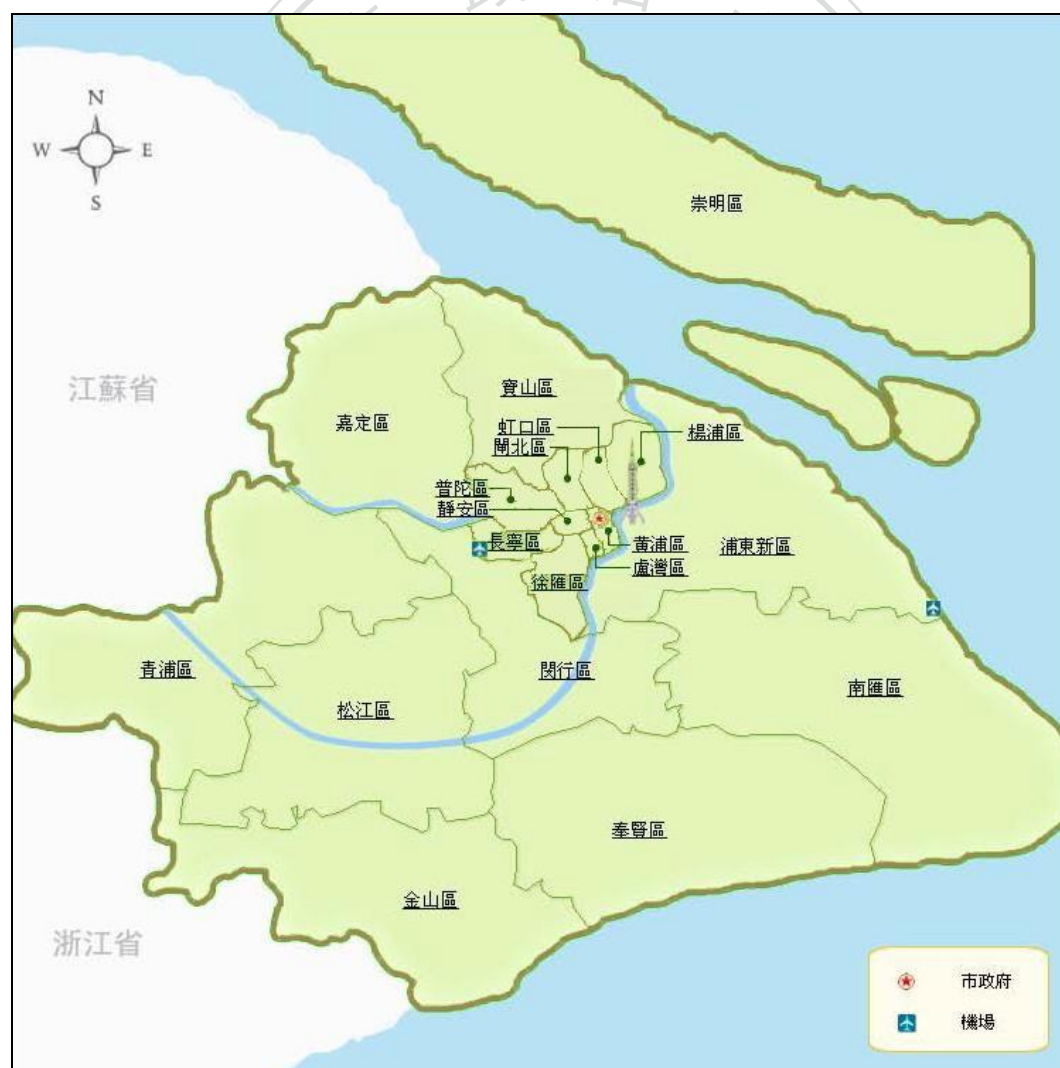 N
W E
S
崇明區
江蘇省
寶山區
嘉定區
虹口區
楊浦區
閘北區
普陀區
靜安區
長寧區
黃浦區
浦東新區
盧灣區
徐匯區
青浦區
閔行區
南匯區
松江區
奉賢區
金山區
浙江省
市政府
機場